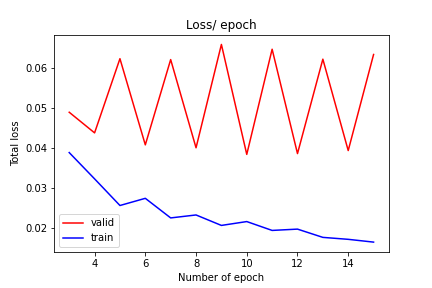 Loss/ epoch
Total loss
0.06
0.05
0.04
0.03
0.02
valid
train
4 6 8 10 12 14
Number of epoch